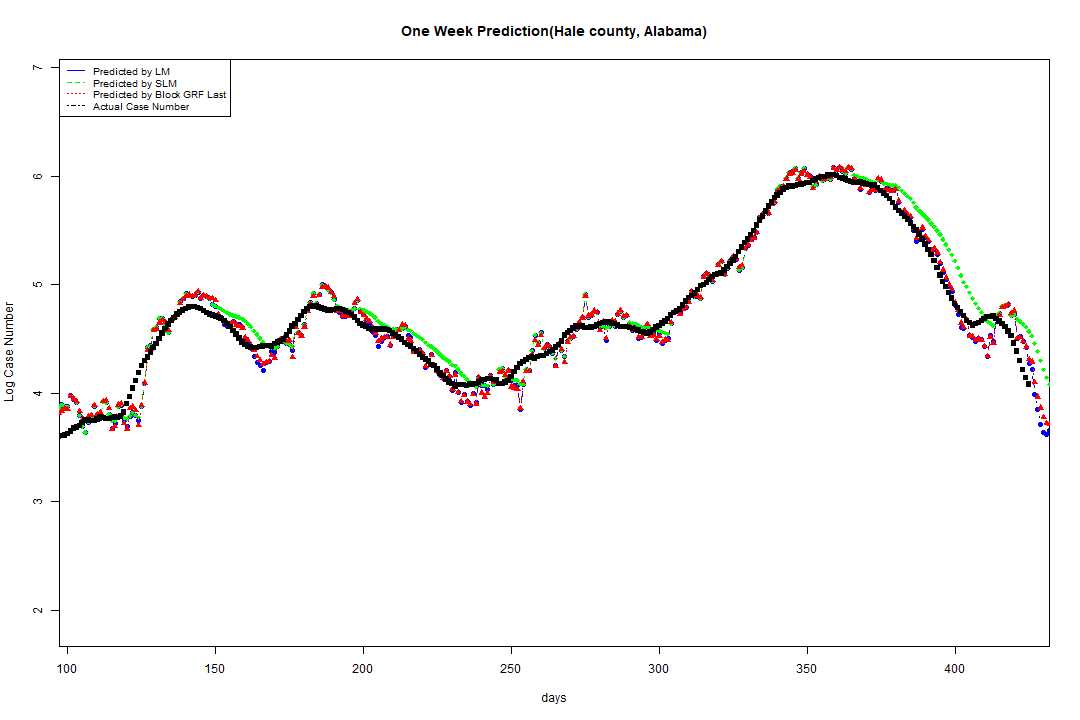 One Week Prediction(Hale county, Alabama)
Predicted by LM
Predicted by SLM
Predicted by Block GRF Last
Actual Case Number
7
6
5
4
3
2
Log Case Number
100 150 200 250 300 350 400
days